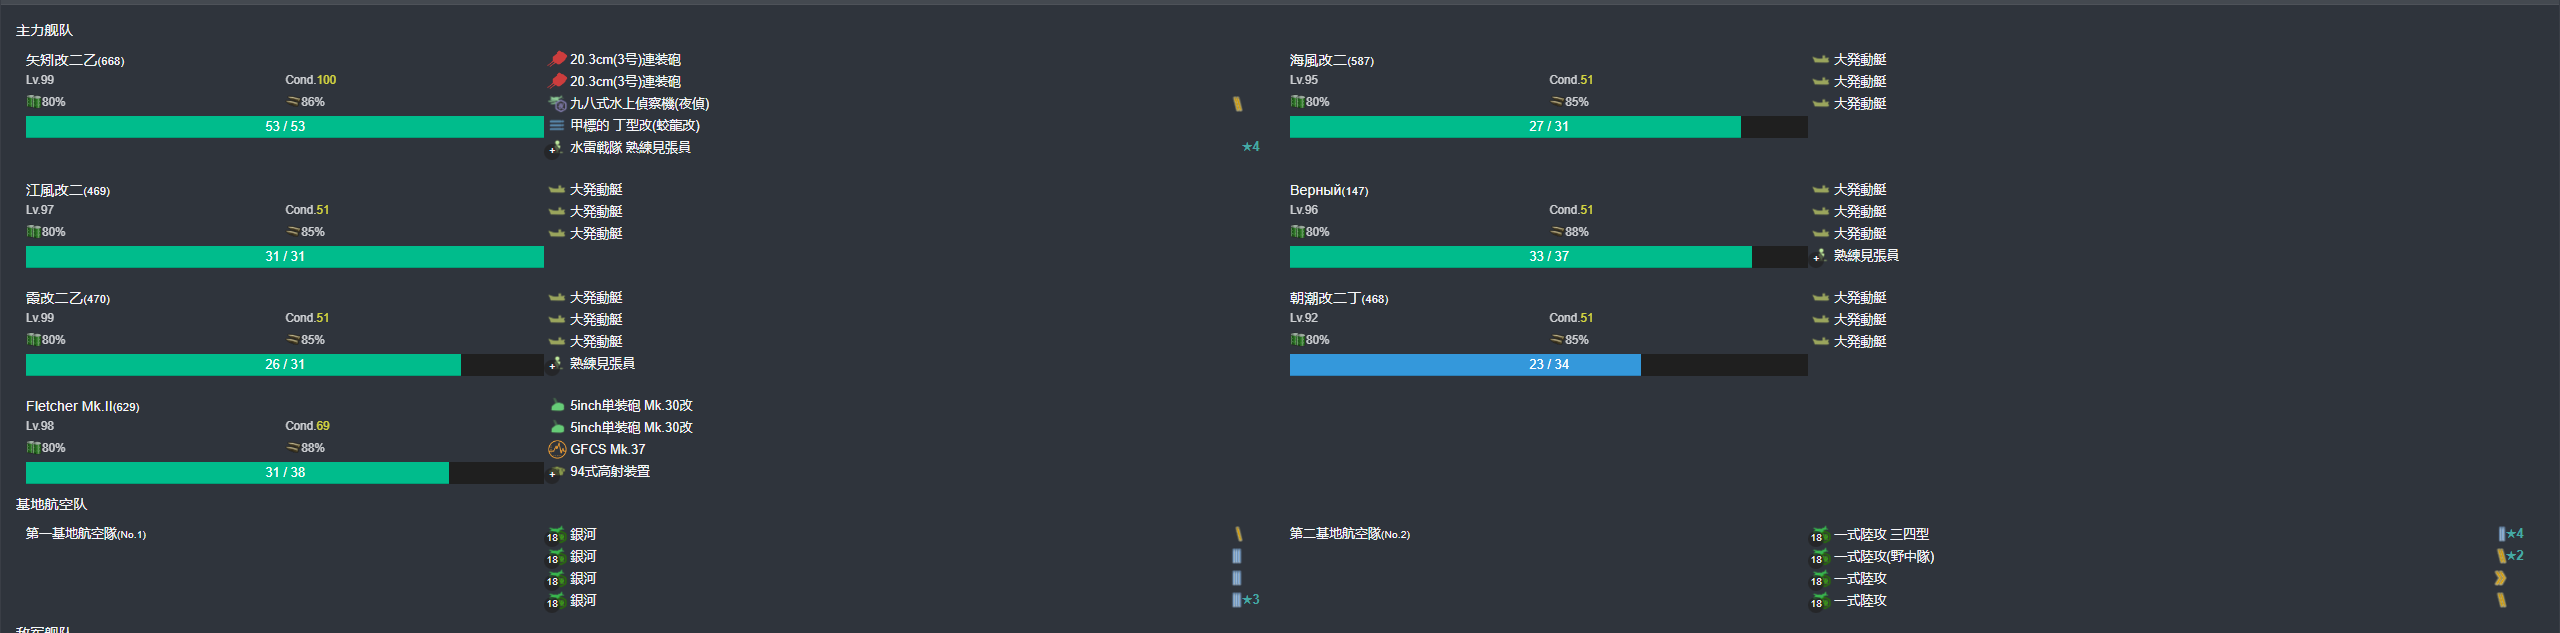 主力舰队
矢矧改二乙(668)
Lv.99 Cond.100
80% 86%
53 / 53
20.3cm(3号)連装砲
20.3cm(3号)連装砲
九八式水上偵察機(夜偵)
甲標的 丁型改(蛟龍改)
水雷戦隊 熟練見張員 ★4
海風改二(587)
Lv.95 Cond.51
80% 85%
27 / 31
大発動艇
大発動艇
大発動艇
江風改二(469)
Lv.97 Cond.51
80% 85%
31 / 31
大発動艇
大発動艇
大発動艇
Верный(147)
Lv.96 Cond.51
80% 88%
33 / 37
大発動艇
大発動艇
大発動艇
熟練見張員
霞改二乙(470)
Lv.99 Cond.51
80% 85%
26 / 31
大発動艇
大発動艇
大発動艇
熟練見張員
朝潮改二丁(468)
Lv.92 Cond.51
80% 85%
23 / 34
大発動艇
大発動艇
大発動艇
Fletcher Mk.II(629)
Lv.98 Cond.69
80% 88%
31 / 38
5inch単装砲 Mk.30改
5inch単装砲 Mk.30改
GFCS Mk.37
94式高射装置
基地航空队
第一基地航空隊(No.1)
18 銀河
18 銀河
18 銀河
18 銀河 ★3
第二基地航空隊(No.2)
18 一式陸攻 三四型 ★4
18 一式陸攻(野中隊) ★2
18 一式陸攻
18 一式陸攻
敌军舰队